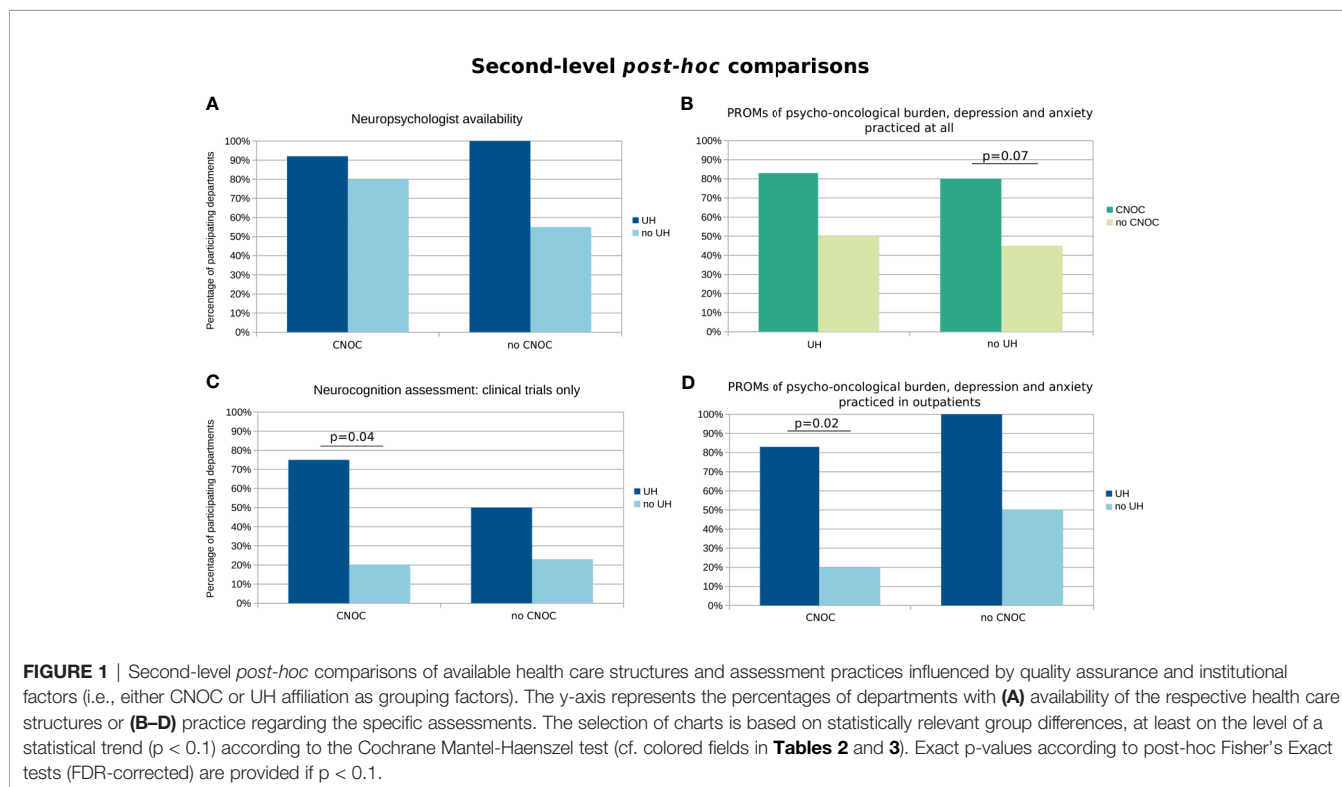 Second-level post-hoc comparisons
A
Neuropsychologist availability
Percentage of participating departments
100%
90%
80%
70%
60%
50%
40%
30%
20%
10%
0%
CNOC
no CNOC
UH
no UH
B
PROMs of psycho-oncological burden, depression and anxiety
practiced at all
100%
90%
80%
70%
60%
50%
40%
30%
20%
10%
0%
p=0.07
UH
no UH
CNOC
no CNOC
C
Neurocognition assessment: clinical trials only
Percentage of participating departments
100%
90%
80%
70%
60%
50%
40%
30%
20%
10%
0%
p=0.04
CNOC
no CNOC
UH
no UH
D
PROMs of psycho-oncological burden, depression and anxiety
practiced in outpatients
100%
90%
80%
70%
60%
50%
40%
30%
20%
10%
0%
p=0.02
CNOC
no CNOC
UH
no UH
FIGURE 1 | Second-level post-hoc comparisons of available health care structures and assessment practices influenced by quality assurance and institutional
factors (i.e., either CNOC or UH affiliation as grouping factors). The y-axis represents the percentages of departments with (A) availability of the respective health care
structures or (B–D) practice regarding the specific assessments. The selection of charts is based on statistically relevant group differences, at least on the level of a
statistical trend (p < 0.1) according to the Cochrane Mantel-Haenszel test (cf. colored fields in Tables 2 and 3). Exact p-values according to post-hoc Fisher's Exact
tests (FDR-corrected) are provided if p < 0.1.